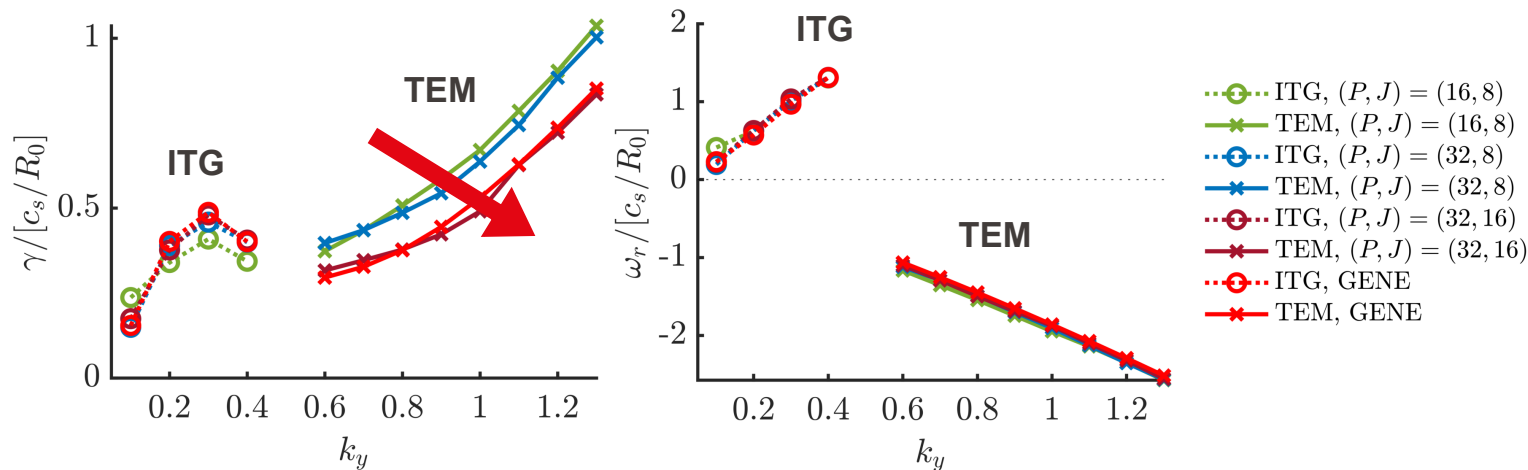 1
0.5
0
0.2
0.4
0.6
0.8
1
1.2
k_y
γ/[c_s/R_0]
ITG
TEM
2
1
0
-1
-2
0.2
0.4
0.6
0.8
1
1.2
k_y
ω_r/[c_s/R_0]
ITG
TEM
ITG, (P, J) = (16, 8)
TEM, (P, J) = (16, 8)
ITG, (P, J) = (32, 8)
TEM, (P, J) = (32, 8)
ITG, (P, J) = (32, 16)
TEM, (P, J) = (32, 16)
ITG, GENE
TEM, GENE